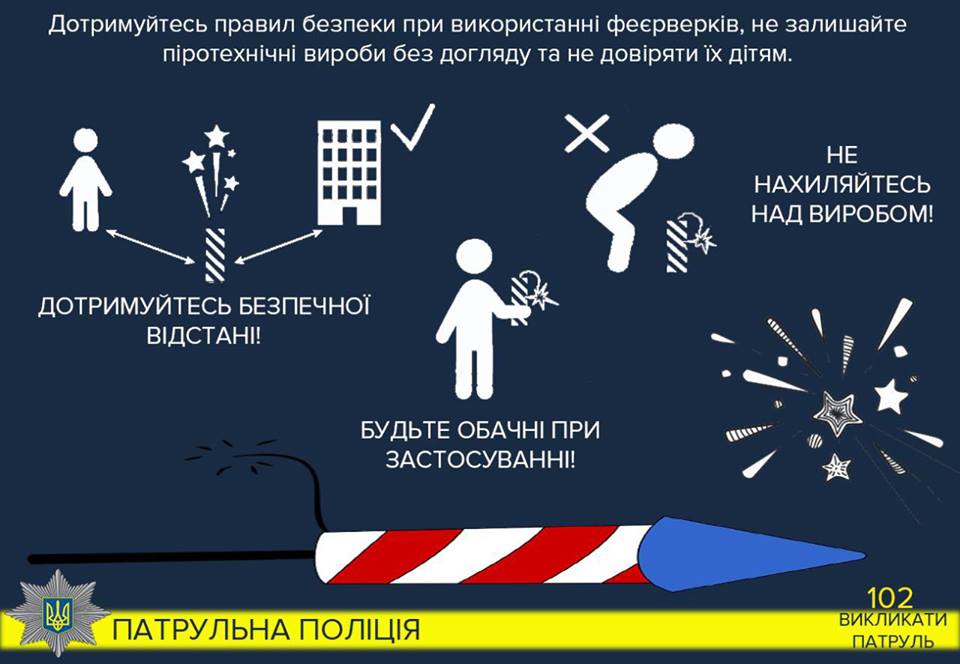 Дотримуйтесь правил безпеки при використанні феєрверків, не залишайте
піротехнічні вироби без догляду та не довіряти їх дітям.
НЕ
НАХИЛЯЙТЕСЬ
НАД ВИРОБОМ!
ДОТРИМУЙТЕСЬ БЕЗПЕЧНОЇ
ВІДСТАНІ!
БУДЬТЕ ОБАЧНІ ПРИ
ЗАСТОСУВАННІ!
ПАТРУЛЬНА ПОЛІЦІЯ
102
ВИКЛИКАТИ
ПАТРУЛЬ